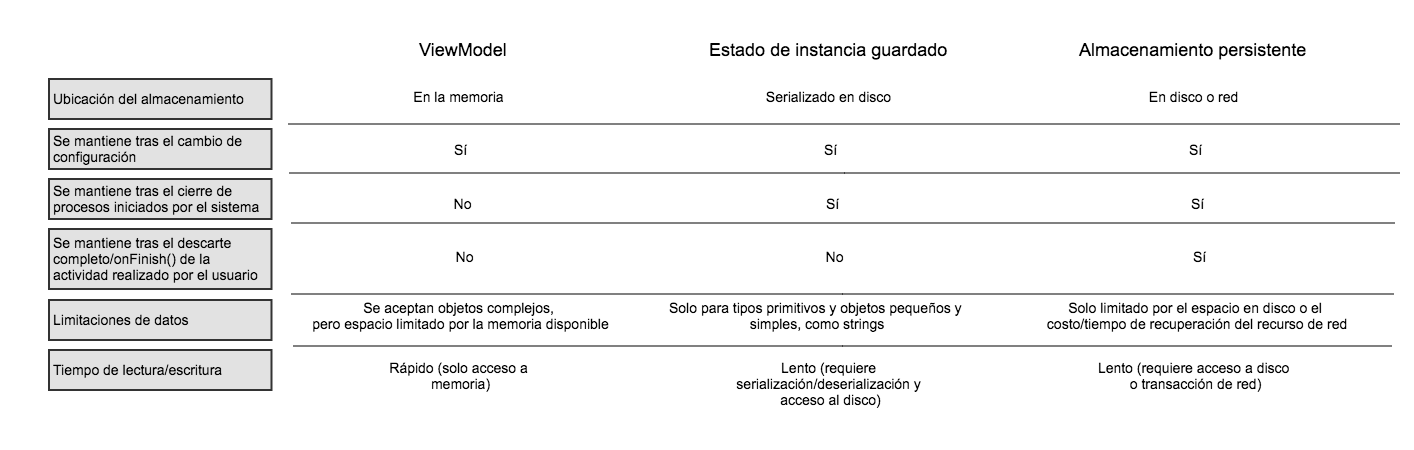 ViewModel
Estado de instancia guardado
Almacenamiento persistente
Ubicación del almacenamiento
En la memoria
Serializado en disco
En disco o red
Se mantiene tras el cambio de
configuración
Sí
Sí
Sí
Se mantiene tras el cierre de
procesos iniciados por el sistema
No
Sí
Sí
Se mantiene tras el descarte
completo/onFinish() de la
actividad realizado por el usuario
No
No
Sí
Limitaciones de datos
Se aceptan objetos complejos,
pero espacio limitado por la memoria disponible
Solo para tipos primitivos y objetos pequeños y
simples, como strings
Solo limitado por el espacio en disco o el
costo/tiempo de recuperación del recurso de red
Tiempo de lectura/escritura
Rápido (solo acceso a
memoria)
Lento (requiere
serialización/deserialización y
acceso al disco)
Lento (requiere acceso a disco
o transacción de red)